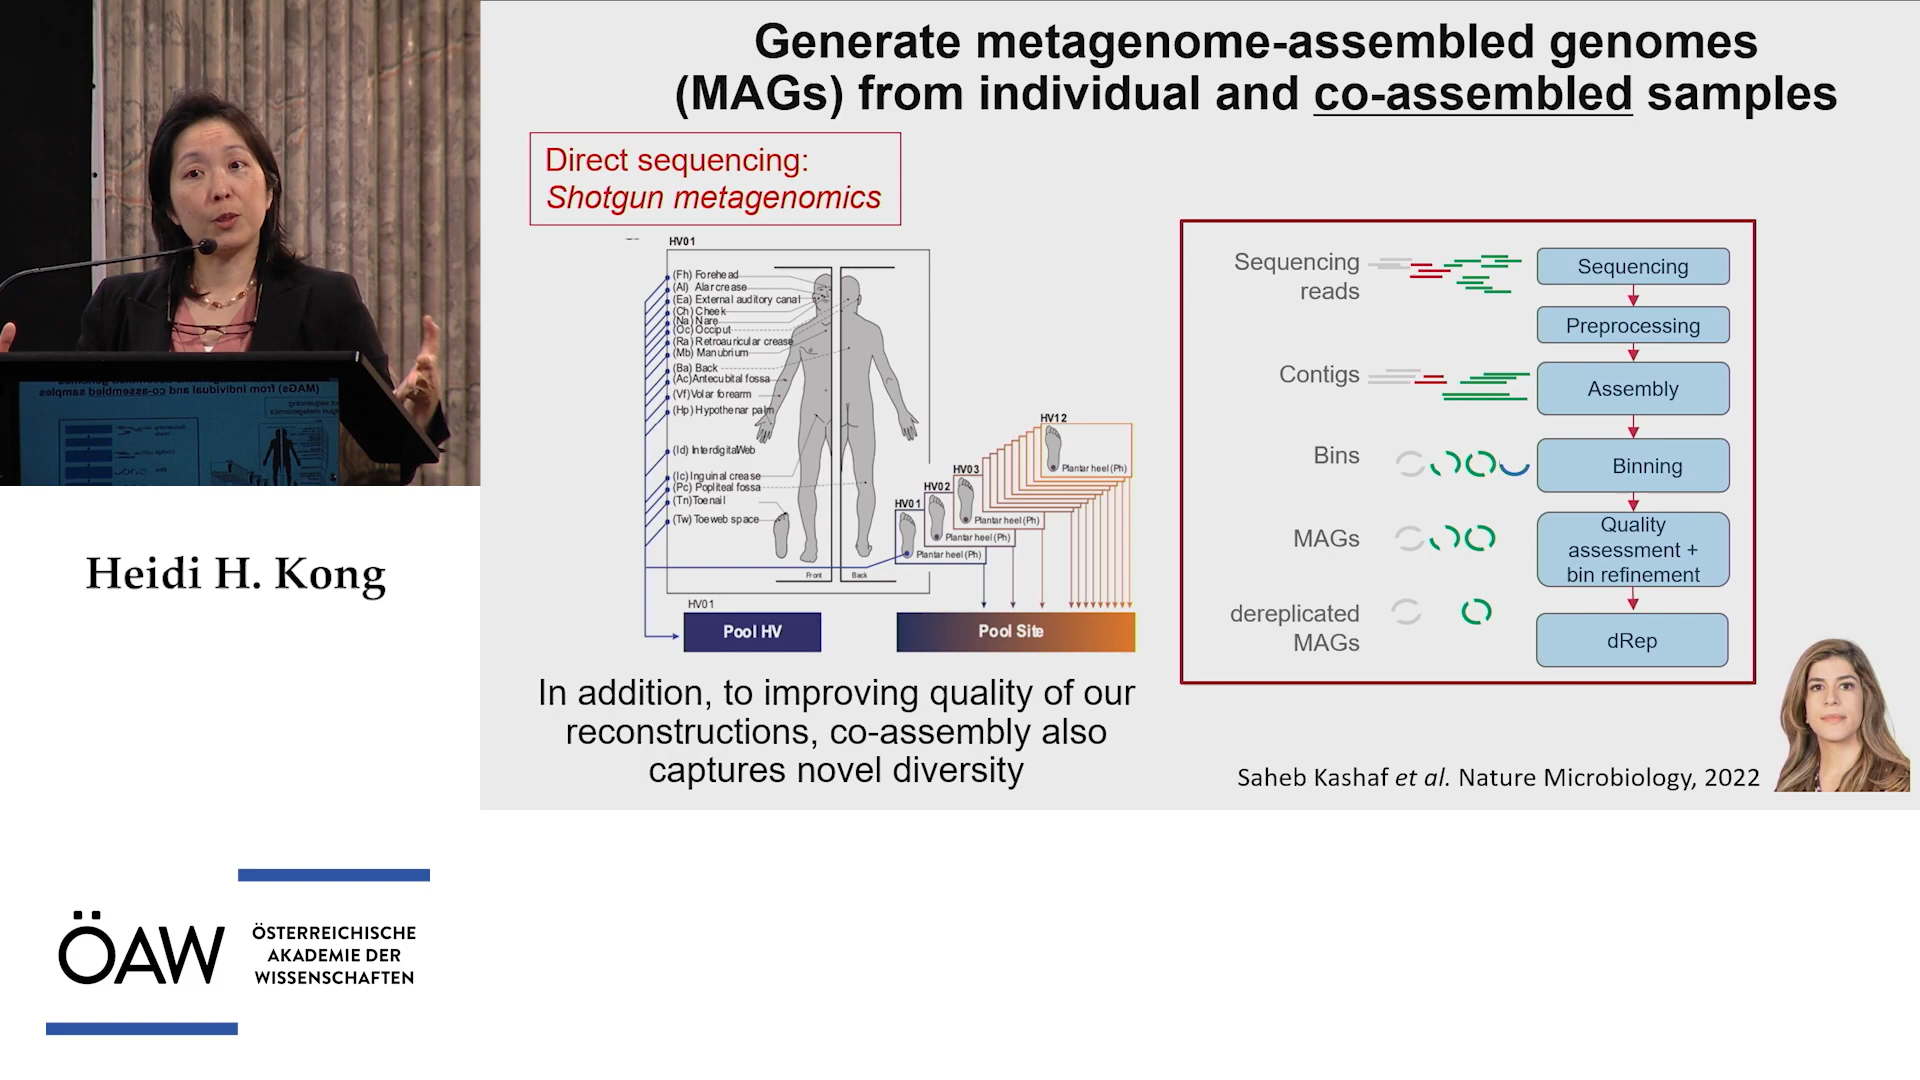 Generate metagenome-assembled genomes
(MAGs) from individual and co-assembled samples
Direct sequencing:
Shotgun metagenomics
HV01
(Fh) Forehead
(Al) Alar crease
(Ea) External auditory canal
(Ch) Cheek
(Na) Nare
(Oc) Occiput
(Ra) Retroauricular crease
(Mb) Manubrium
(Ba) Back
(Ac) Antecubital fossa
(Vf) Volar forearm
(Hp) Hypothenar palm
(Id) InterdigitalWeb
(Ic) Inguinal crease
(Pc) Popliteal fossa
(Tn) Toenail
(Tw) Toeweb space
Front
Back
HV12
Plantar heel (Ph)
HV03
Plantar heel (Ph)
HV02
Plantar heel (Ph)
HV01
Plantar heel (Ph)
HV01
Pool HV
Pool Site
In addition, to improving quality of our
reconstructions, co-assembly also
captures novel diversity
Sequencing
reads
Contigs
Bins
MAGs
dereplicated
MAGs
Sequencing
Preprocessing
Assembly
Binning
Quality
assessment +
bin refinement
dRep
Saheb Kashaf et al. Nature Microbiology, 2022
Heidi H. Kong
ÖAW
ÖSTERREICHISCHE
AKADEMIE DER
WISSENSCHAFTEN